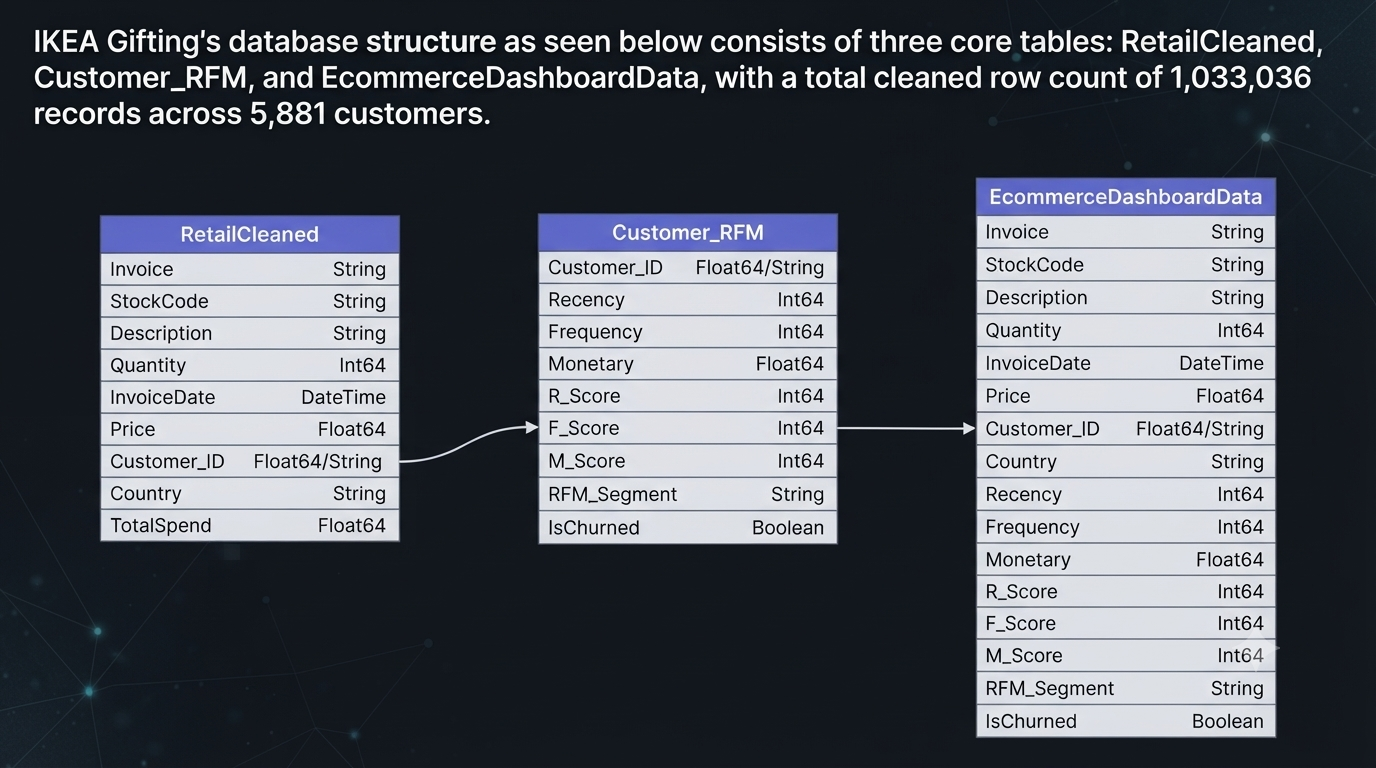 IKEA Gifting's database structure as seen below consists of three core tables: RetailCleaned,
Customer_RFM, and EcommerceDashboardData, with a total cleaned row count of 1,033,036
records across 5,881 customers.
RetailCleaned
Invoice String
StockCode String
Description String
Quantity Int64
InvoiceDate DateTime
Price Float64
Customer_ID Float64/String
Country String
TotalSpend Float64
Customer_RFM
Customer_ID Float64/String
Recency Int64
Frequency Int64
Monetary Float64
R_Score Int64
F_Score Int64
M_Score Int64
RFM_Segment String
IsChurned Boolean
EcommerceDashboardData
Invoice String
StockCode String
Description String
Quantity Int64
InvoiceDate DateTime
Price Float64
Customer_ID Float64/String
Country String
Recency Int64
Frequency Int64
Monetary Float64
R_Score Int64
F_Score Int64
M_Score Int64
RFM_Segment String
IsChurned Boolean